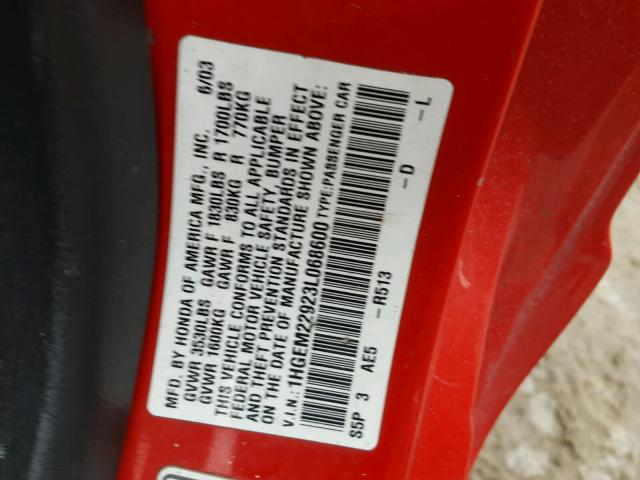 MFD. BY HONDA OF AMERICA MFG., INC. 6/03
GVWR 3530LBS GAWR F 1830LBS R 1700LBS
GVWR 1600KG GAWR F 830KG R 770KG
THIS VEHICLE CONFORMS TO ALL APPLICABLE
FEDERAL MOTOR VEHICLE SAFETY, BUMPER
AND THEFT PREVENTION STANDARDS IN EFFECT
ON THE DATE OF MANUFACTURE SHOWN ABOVE:
V.I.N.: 1HGEM22923L068600 TYPE:PASSENGER CAR
S5P 3 AE5 -R513 -D -L